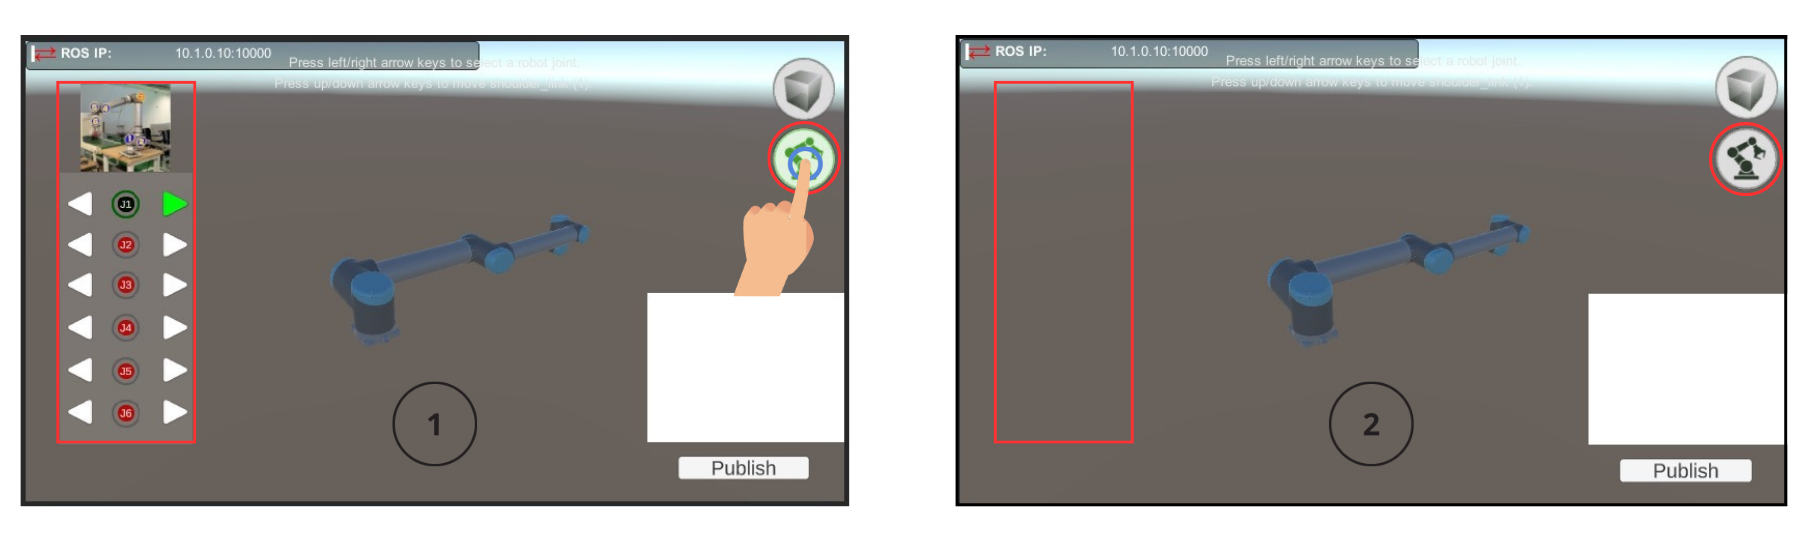 ROS IP: 10.1.0.10:10000
Press left/right arrow keys to select a robot joint.
Press up/down arrow keys to move shoulder_link (1).
J1
J2
J3
J4
J5
J6
1
Publish
ROS IP: 10.1.0.10:10000
Press left/right arrow keys to select a robot joint.
Press up/down arrow keys to move shoulder_link (1).
2
Publish